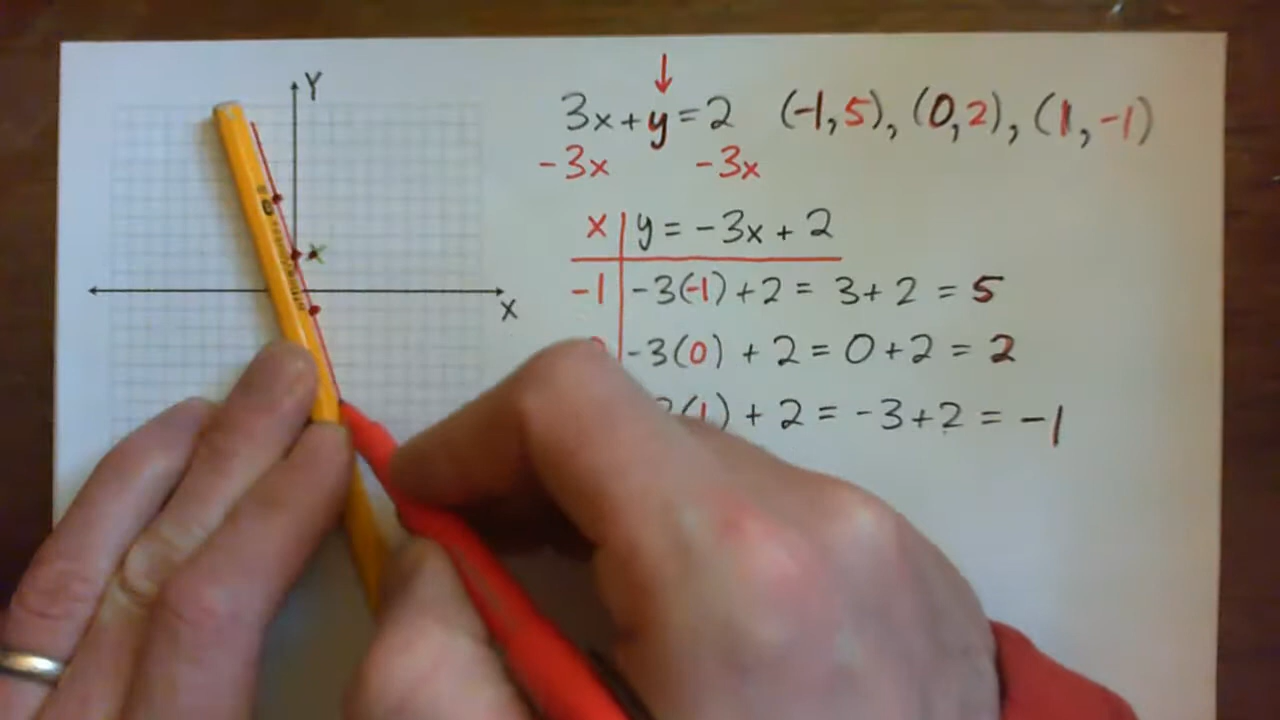 Y
3x+y=2 (-1,5), (0,2), (1,-1)
-3x -3x
x y = -3x + 2
-1 -3(-1) + 2 = 3 + 2 = 5
-3(0) + 2 = 0 + 2 = 2
(1) + 2 = -3 + 2 = -1
X